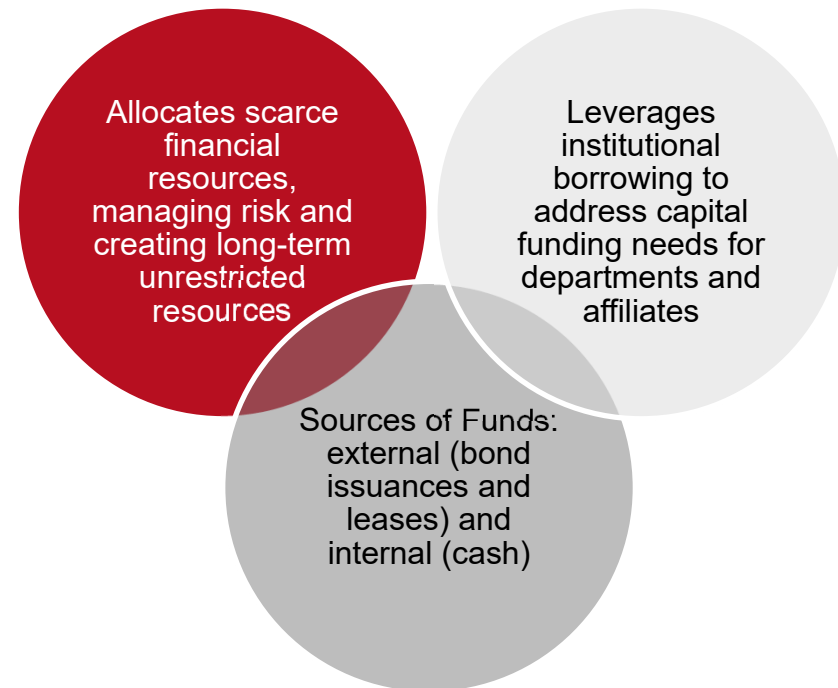 Allocates scarce
financial
resources,
managing risk and
creating long-term
unrestricted
resources
Leverages
institutional
borrowing to
address capital
funding needs for
departments and
affiliates
Sources of Funds:
external (bond
issuances and
leases) and
internal (cash)